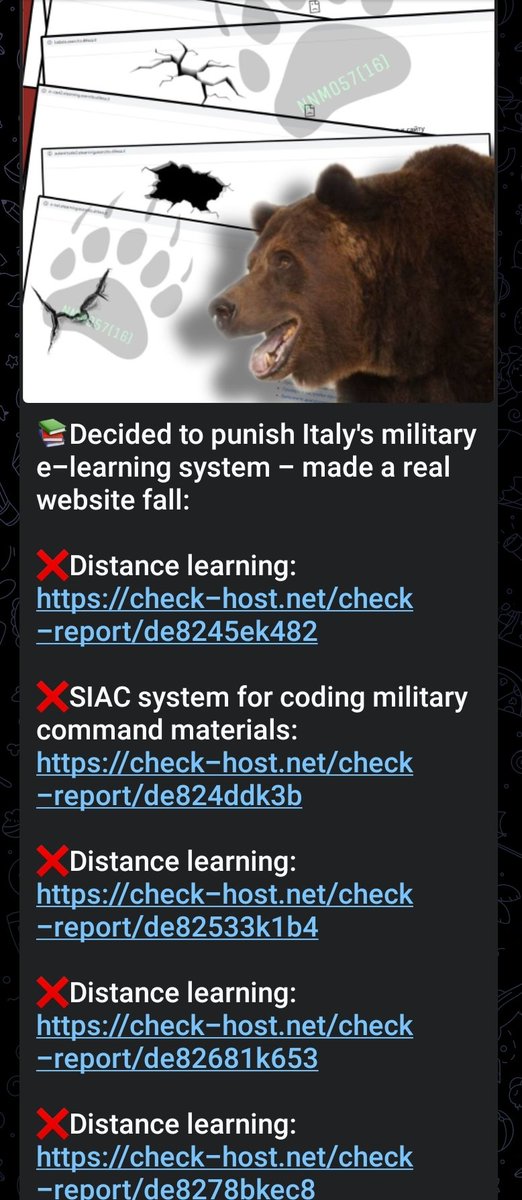 NNM057(16)
сайту
NNM057(16)
📚Decided to punish Italy's military
e–learning system – made a real
website fall:
❌Distance learning:
https://check–host.net/check
–report/de8245ek482
❌SIAC system for coding military
command materials:
https://check–host.net/check
–report/de824ddk3b
❌Distance learning:
https://check–host.net/check
–report/de82533k1b4
❌Distance learning:
https://check–host.net/check
–report/de82681k653
❌Distance learning:
https://check–host.net/check
–report/de8278bkec8